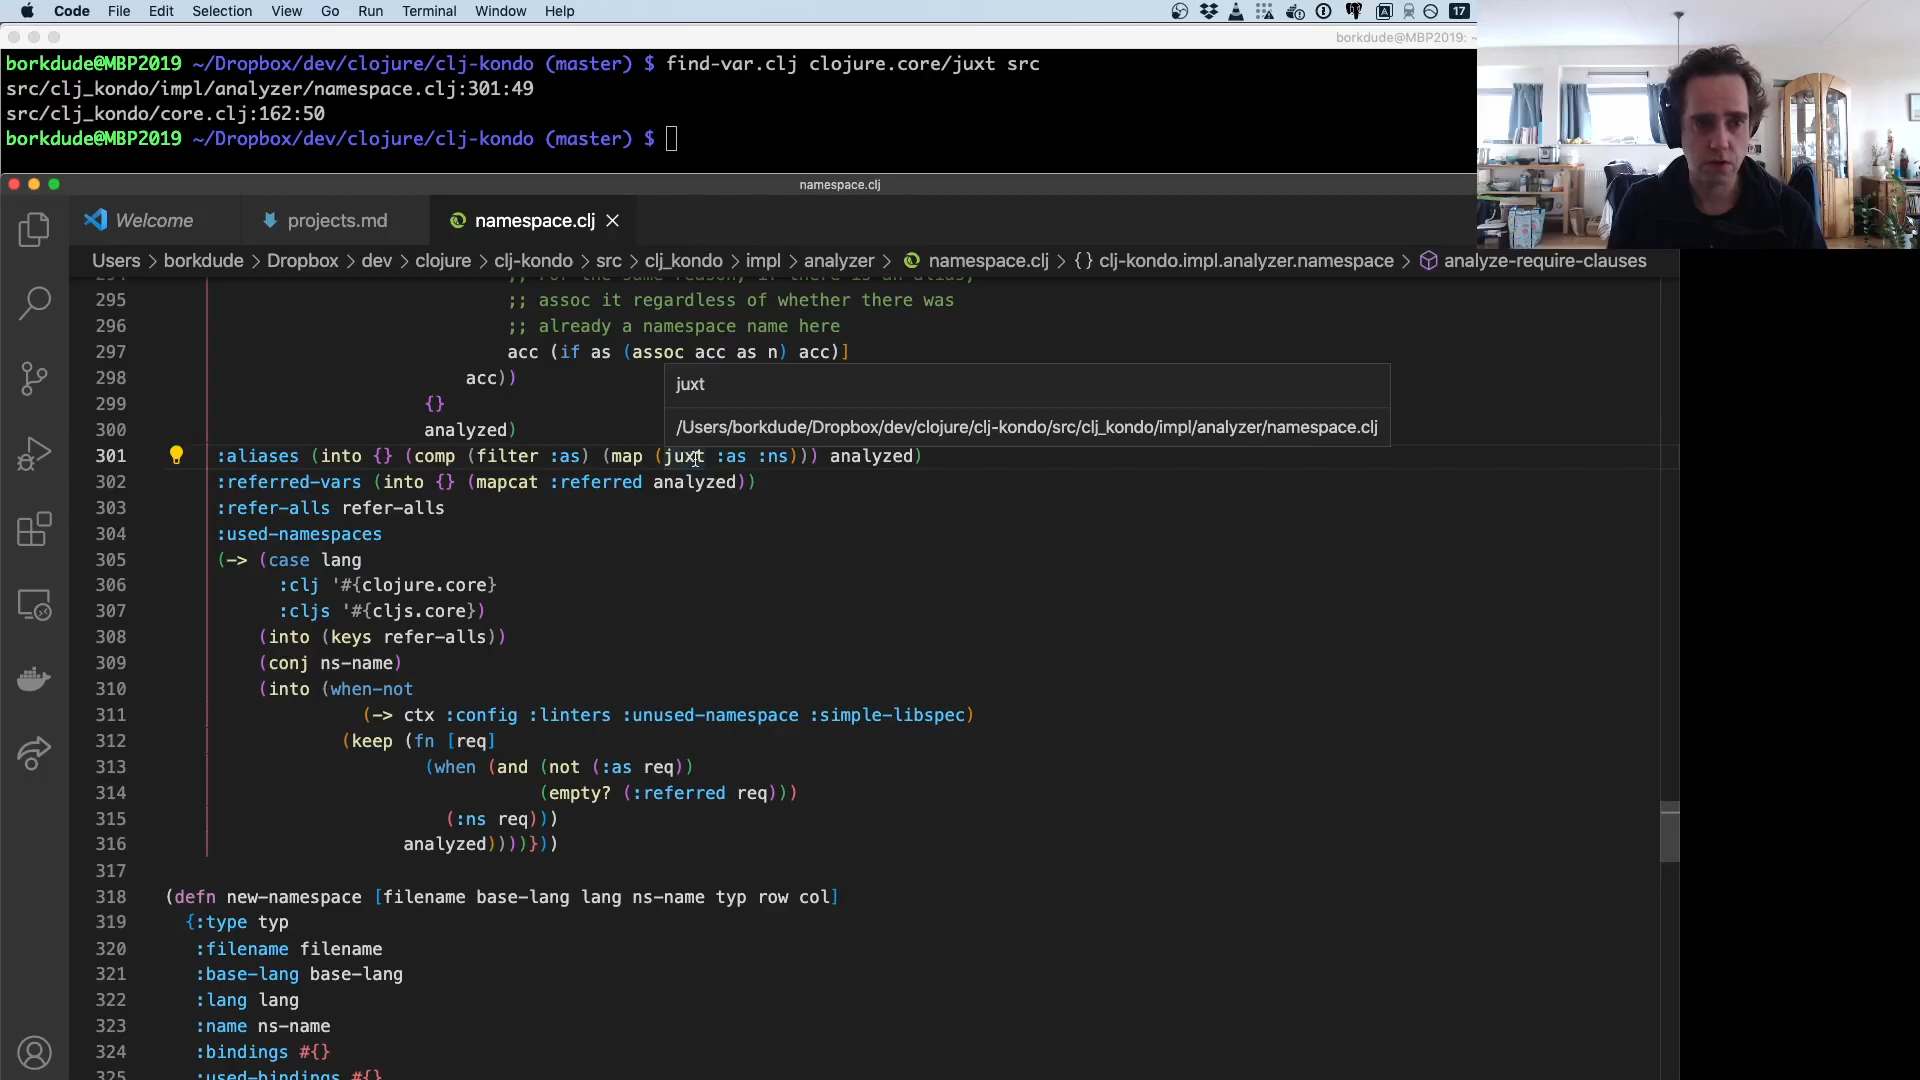 Code File Edit Selection View Go Run Terminal Window Help 17
borkdude@MBP2019: ~
borkdude@MBP2019 ~/Dropbox/dev/clojure/clj-kondo (master) $ find-var.clj clojure.core/juxt src
src/clj_kondo/impl/analyzer/namespace.clj:301:49
src/clj_kondo/core.clj:162:50
borkdude@MBP2019 ~/Dropbox/dev/clojure/clj-kondo (master) $
namespace.clj
Welcome projects.md namespace.clj
Users > borkdude > Dropbox > dev > clojure > clj-kondo > src > clj_kondo > impl > analyzer > namespace.clj > {} clj-kondo.impl.analyzer.namespace > analyze-require-clauses
;; For the same reason, if there is an alias,
295 ;; assoc it regardless of whether there was
296 ;; already a namespace name here
297 acc (if as (assoc acc as n) acc)]
298 acc))
juxt
299 {}
/Users/borkdude/Dropbox/dev/clojure/clj-kondo/src/clj_kondo/impl/analyzer/namespace.clj
300 analyzed)
301 :aliases (into {} (comp (filter :as) (map (juxt :as :ns))) analyzed)
302 :referred-vars (into {} (mapcat :referred analyzed))
303 :refer-alls refer-alls
304 :used-namespaces
305 (-> (case lang
306 :clj '#{clojure.core}
307 :cljs '#{cljs.core})
308 (into (keys refer-alls))
309 (conj ns-name)
310 (into (when-not
311 (-> ctx :config :linters :unused-namespace :simple-libspec)
312 (keep (fn [req]
313 (when (and (not (:as req))
314 (empty? (:referred req)))
315 (:ns req)))
316 analyzed))))}))
317
318 (defn new-namespace [filename base-lang lang ns-name typ row col]
319 {:type typ
320 :filename filename
321 :base-lang base-lang
322 :lang lang
323 :name ns-name
324 :bindings #{}
325 :used-bindings #{}